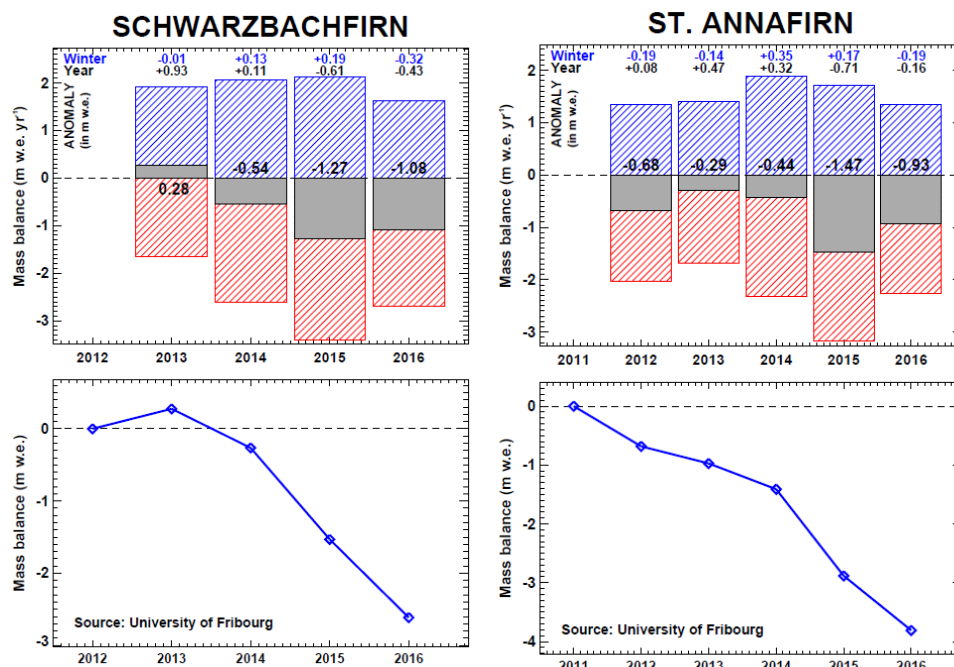 SCHWARZBACHFIRN
Winter -0.01 +0.13 +0.19 -0.32
Year +0.93 +0.11 -0.61 -0.43
ANOMALY
(in m w.e.)
Mass balance (m w.e. yr⁻¹)
2
1
0
-1
-2
-3
0.28 -0.54 -1.27 -1.08
2012 2013 2014 2015 2016
Mass balance (m w.e.)
0
-1
-2
-3
Source: University of Fribourg
2012 2013 2014 2015 2016
ST. ANNAFIRN
Winter -0.19 -0.14 +0.35 +0.17 -0.19
Year +0.08 +0.47 +0.32 -0.71 -0.16
ANOMALY
(in m w.e.)
Mass balance (m w.e. yr⁻¹)
2
1
0
-1
-2
-3
-0.68 -0.29 -0.44 -1.47 -0.93
2011 2012 2013 2014 2015 2016
Mass balance (m w.e.)
0
-1
-2
-3
-4
Source: University of Fribourg
2011 2012 2013 2014 2015 2016